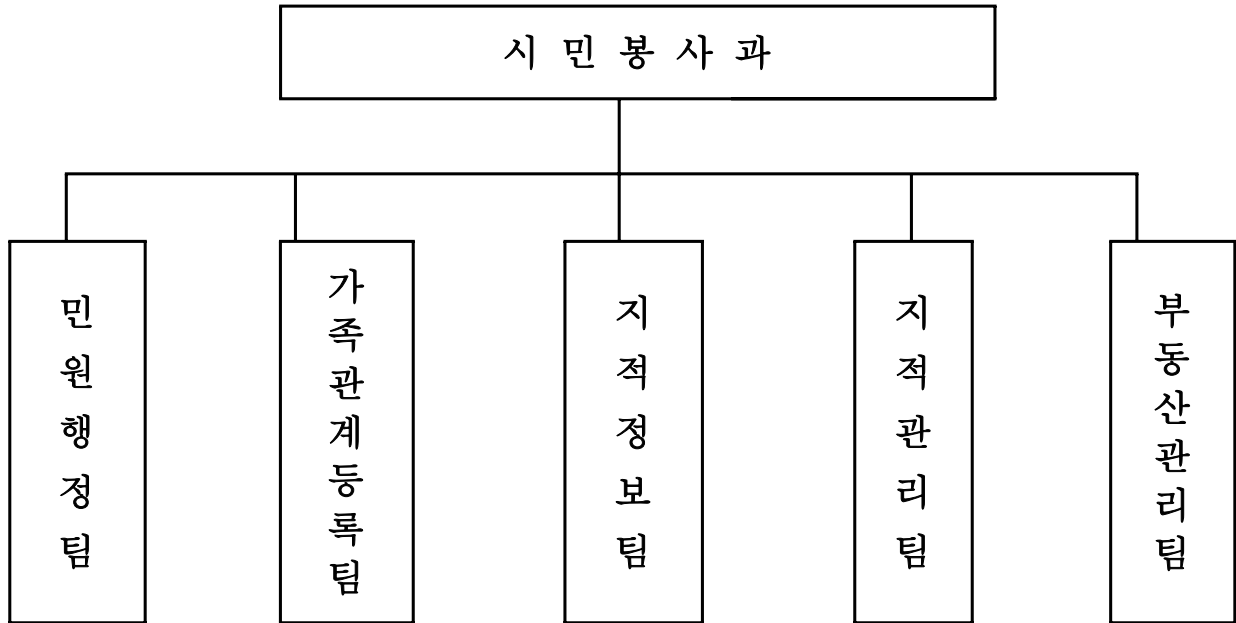 시민봉사과
민원행정팀
가족관계등록팀
지적정보팀
지적관리팀
부동산관리팀